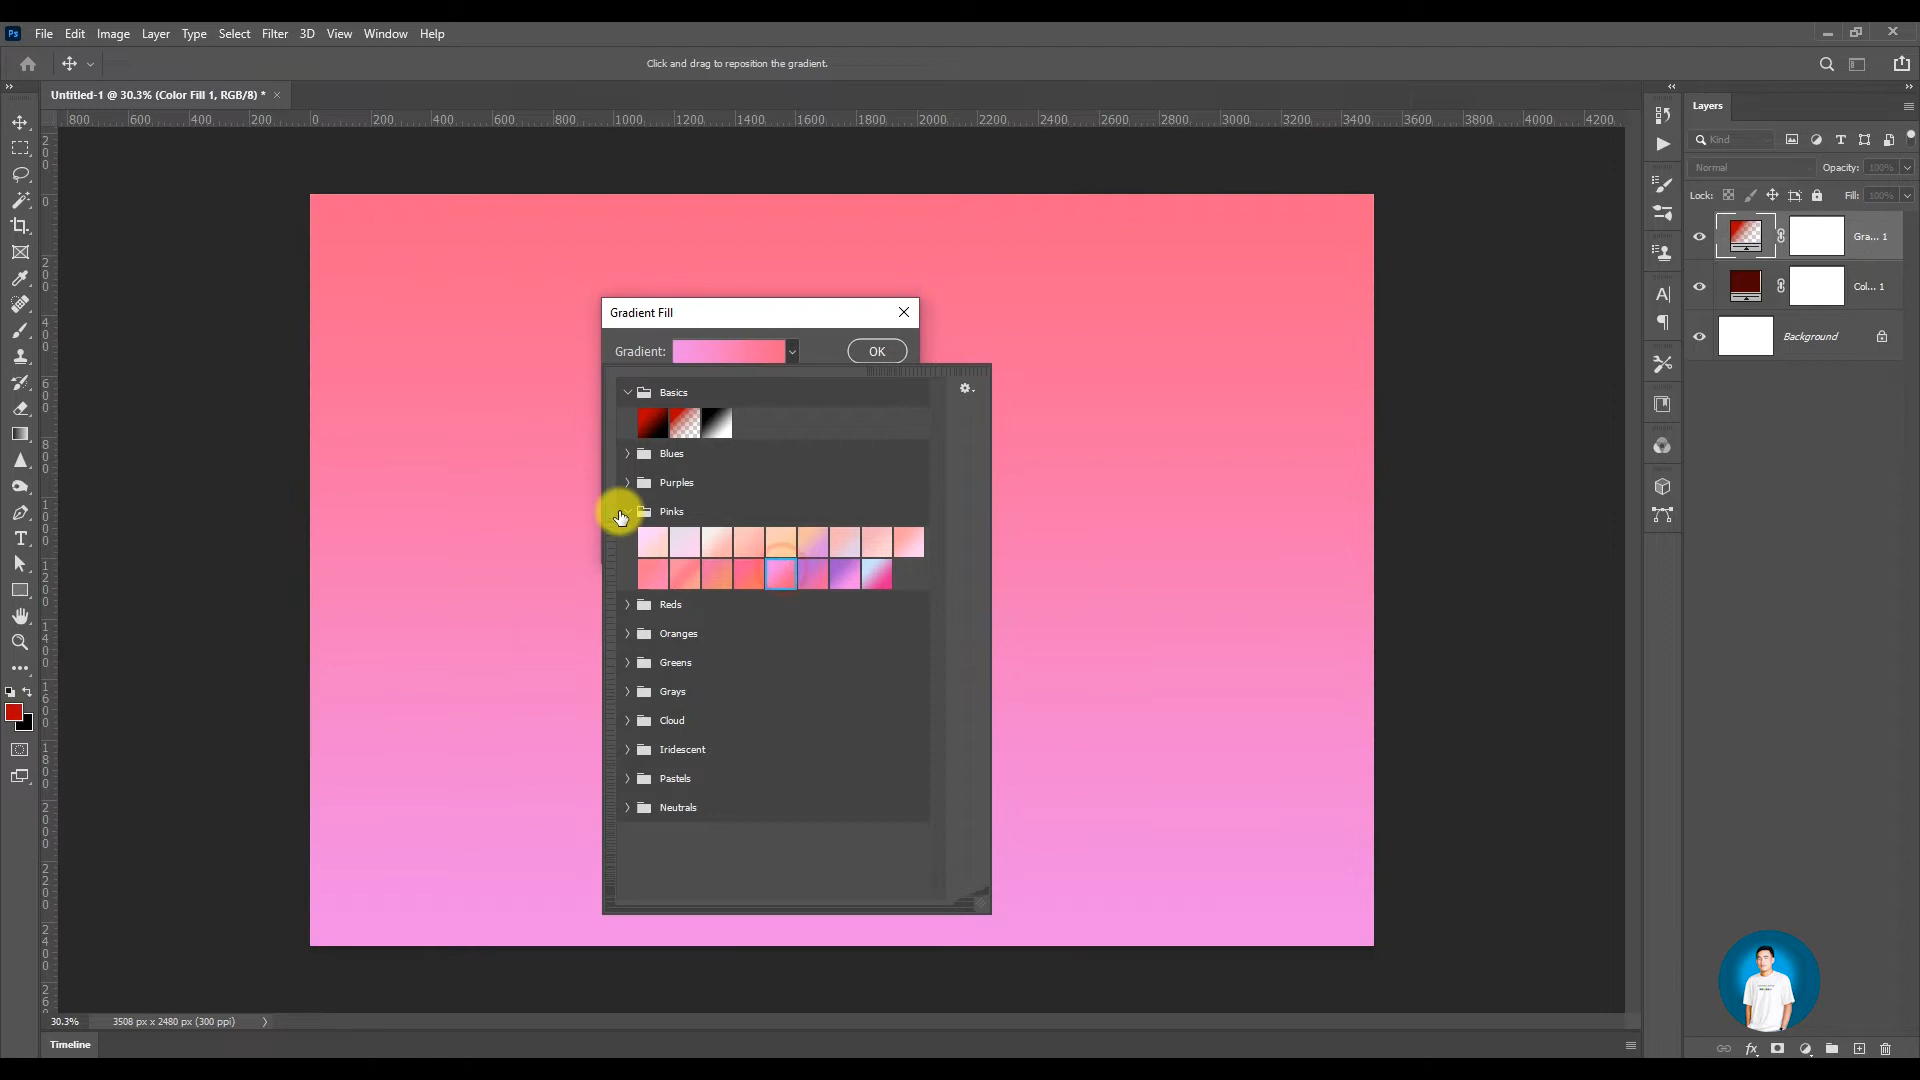 Ps File Edit Image Layer Type Select Filter 3D View Window Help
Click and drag to reposition the gradient.
Untitled-1 @ 30.3% (Color Fill 1, RGB/8) * ×
800 600 400 200 0 200 400 600 800 1000 1200 1400 1600 1800 2000 2200 2400 2600 2800 3000 3200 3400 3600 3800 4000 4200
Layers
Kind
Normal Opacity: 100%
Lock: Fill: 100%
Gra... 1
Col... 1
Background
Gradient Fill
Gradient: OK
Basics
Blues
Purples
Pinks
Reds
Oranges
Greens
Grays
Cloud
Iridescent
Pastels
Neutrals
30.3% 3508 px x 2480 px (300 ppi)
Timeline